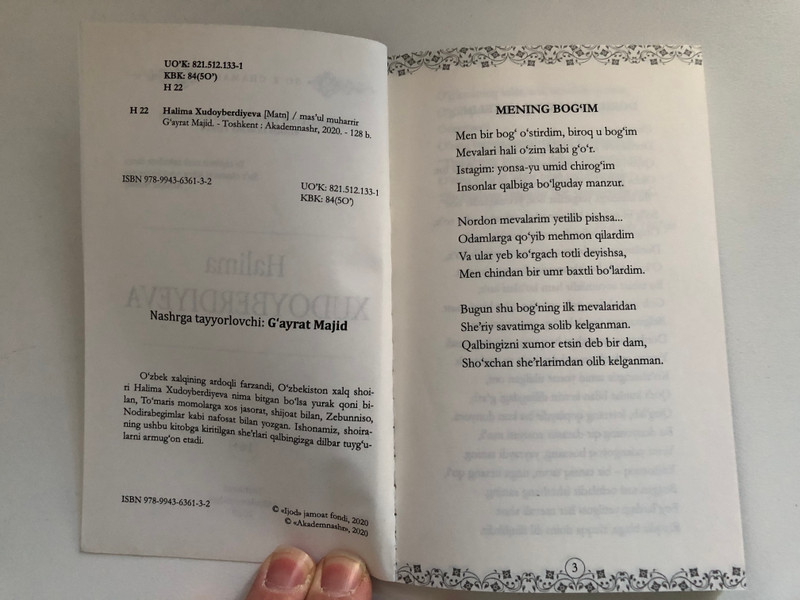 UO‘K: 821.512.133-1
KBK: 84(5O‘)
H 22
H 22 Halima Xudoyberdiyeva [Matn] / mas’ul muharrir
G‘ayrat Majid. - Toshkent : Akademnashr, 2020. - 128 b.
ISBN 978-9943-6361-3-2
UO‘K: 821.512.133-1
KBK: 84(5O‘)
Halima
XUDOYBERDIYEVA
Nashrga tayyorlovchi: G‘ayrat Majid
O‘zbek xalqining ardoqli farzandi, O‘zbekiston xalq shoi-
ri Halima Xudoyberdiyeva nima bitgan bo‘lsa yurak qoni bi-
lan, To‘maris momolarga xos jasorat, shijoat bilan, Zebunniso,
Nodirabegimlar kabi nafosat bilan yozgan. Ishonamiz, shoira-
ning ushbu kitobga kiritilgan she’rlari qalbingizga dilbar tuyg‘u-
larni armug‘on etadi.
ISBN 978-9943-6361-3-2
© «Ijod» jamoat fondi, 2020
© «Akademnashr», 2020
MENING BOG‘IM
Men bir bog‘ o‘stirdim, biroq u bog‘im
Mevalari hali o‘zim kabi g‘o‘r.
Istagim: yonsa-yu umid chirog‘im
Insonlar qalbiga bo‘lguday manzur.
Nordon mevalarim yetilib pishsa...
Odamlarga qo‘yib mehmon qilardim
Va ular yeb ko‘rgach totli deyishsa,
Men chindan bir umr baxtli bo‘lardim.
Bugun shu bog‘ning ilk mevalaridan
She’riy savatimga solib kelganman.
Qalbingizni xumor etsin deb bir dam,
Sho‘xchan she’rlarimdan olib kelganman.
3